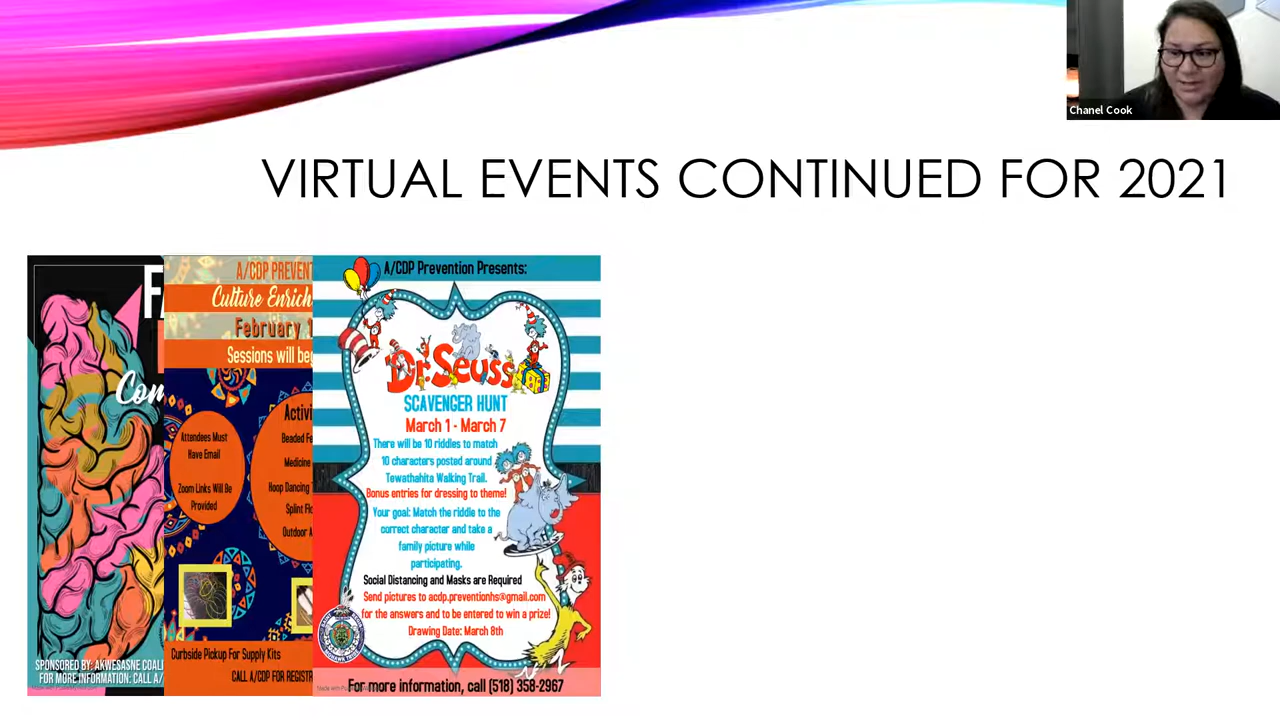 Chanel Cook
VIRTUAL EVENTS CONTINUED FOR 2021
Con
SPONSORED BY: AKWESASNE COALI
FOR MORE INFORMATION: CALL A/
A/CDP PREVENT
Culture Enrich
February 1
Sessions will beg
Attendees Must
Have Email
Zoom Links Will Be
Provided
Activi
Beaded Fe
Medicine
Hoop Dancing
Splint Flo
Outdoor A
Curbside Pickup For Supply Kits
CALL A/CDP FOR REGISTR
A/CDP Prevention Presents:
Dr. Seuss
SCAVENGER HUNT
March 1 - March 7
There will be 10 riddles to match
10 characters posted around
Tewathahita Walking Trail.
Bonus entries for dressing to theme!
Your goal: Match the riddle to the
correct character and take a
family picture while
participating.
Social Distancing and Masks are Required
Send pictures to acdp.preventionhs@gmail.com
for the answers and to be entered to win a prize!
Drawing Date: March 8th
For more information, call (518) 358-2967